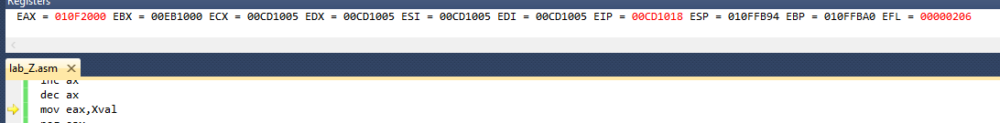 Registers
EAX = 010F2000 EBX = 00EB1000 ECX = 00CD1005 EDX = 00CD1005 ESI = 00CD1005 EDI = 00CD1005 EIP = 00CD1018 ESP = 010FFB94 EBP = 010FFBA0 EFL = 00000206
lab_Z.asm
inc ax
dec ax
mov eax,Xval